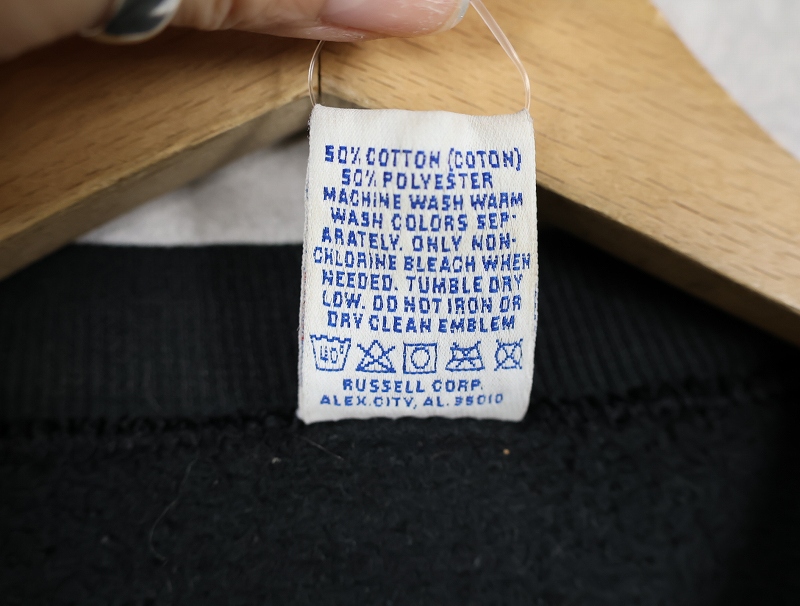 50% COTTON (COTON)
50% POLYESTER
MACHINE WASH WARM
WASH COLORS SEP-
ARATELY. ONLY NON-
CHLORINE BLEACH WHEN
NEEDED. TUMBLE DRY
LOW. DO NOT IRON OR
DRY CLEAN EMBLEM
40°
RUSSELL CORP.
ALEX.CITY, AL. 35010